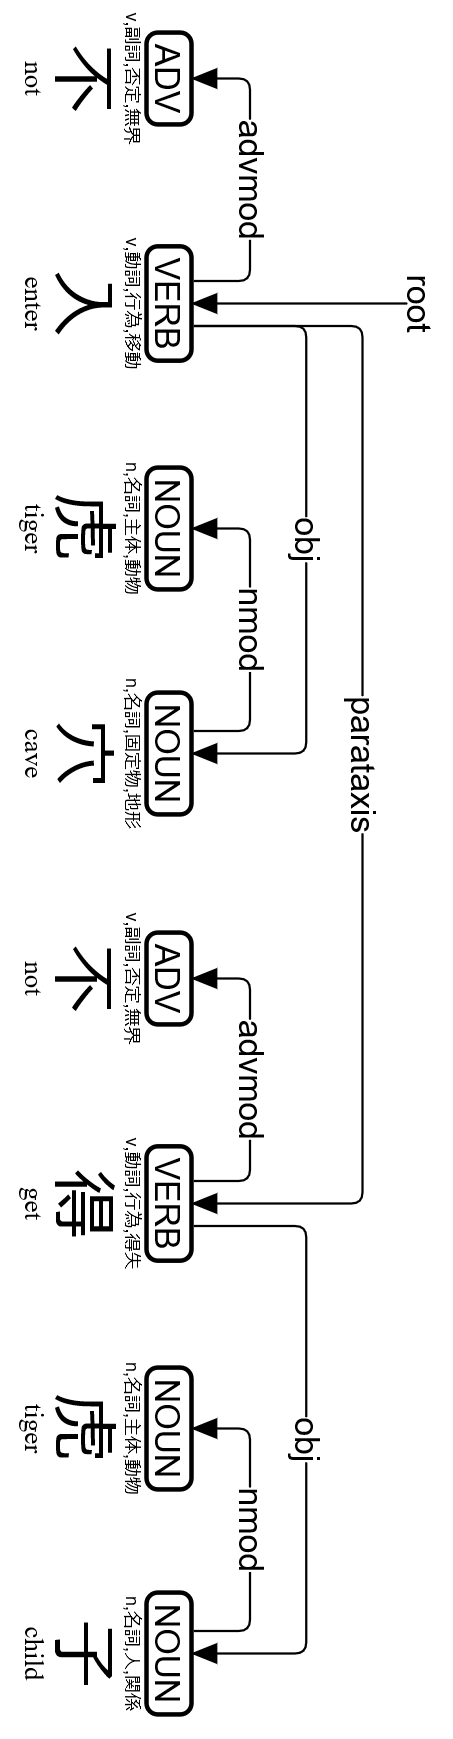 root
parataxis
obj obj
advmod nmod advmod nmod
ADV VERB NOUN NOUN ADV VERB NOUN NOUN
v,副詞,否定,無界 v,動詞,行為,移動 n,名詞,主体,動物 n,名詞,固定物,地形 v,副詞,否定,無界 v,動詞,行為,得失 n,名詞,主体,動物 n,名詞,人,関係
不 入 虎 穴 不 得 虎 子
not enter tiger cave not get tiger child